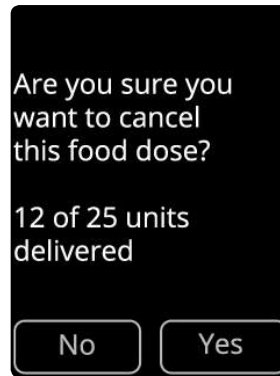 Are you sure you
want to cancel
this food dose?
12 of 25 units
delivered
No Yes